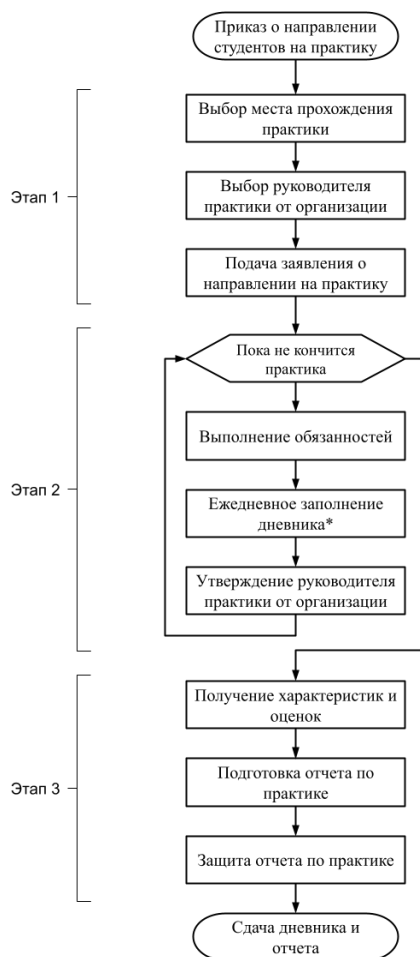 Приказ о направлении
студентов на практику
Выбор места прохождения
практики
Этап 1
Выбор руководителя
практики от организации
Подача заявления о
направлении на практику
Пока не кончится
практика
Выполнение обязанностей
Этап 2
Ежедневное заполнение
дневника*
Утверждение руководителя
практики от организации
Получение характеристик и
оценок
Этап 3
Подготовка отчета по
практике
Защита отчета по практике
Сдача дневника и
отчета